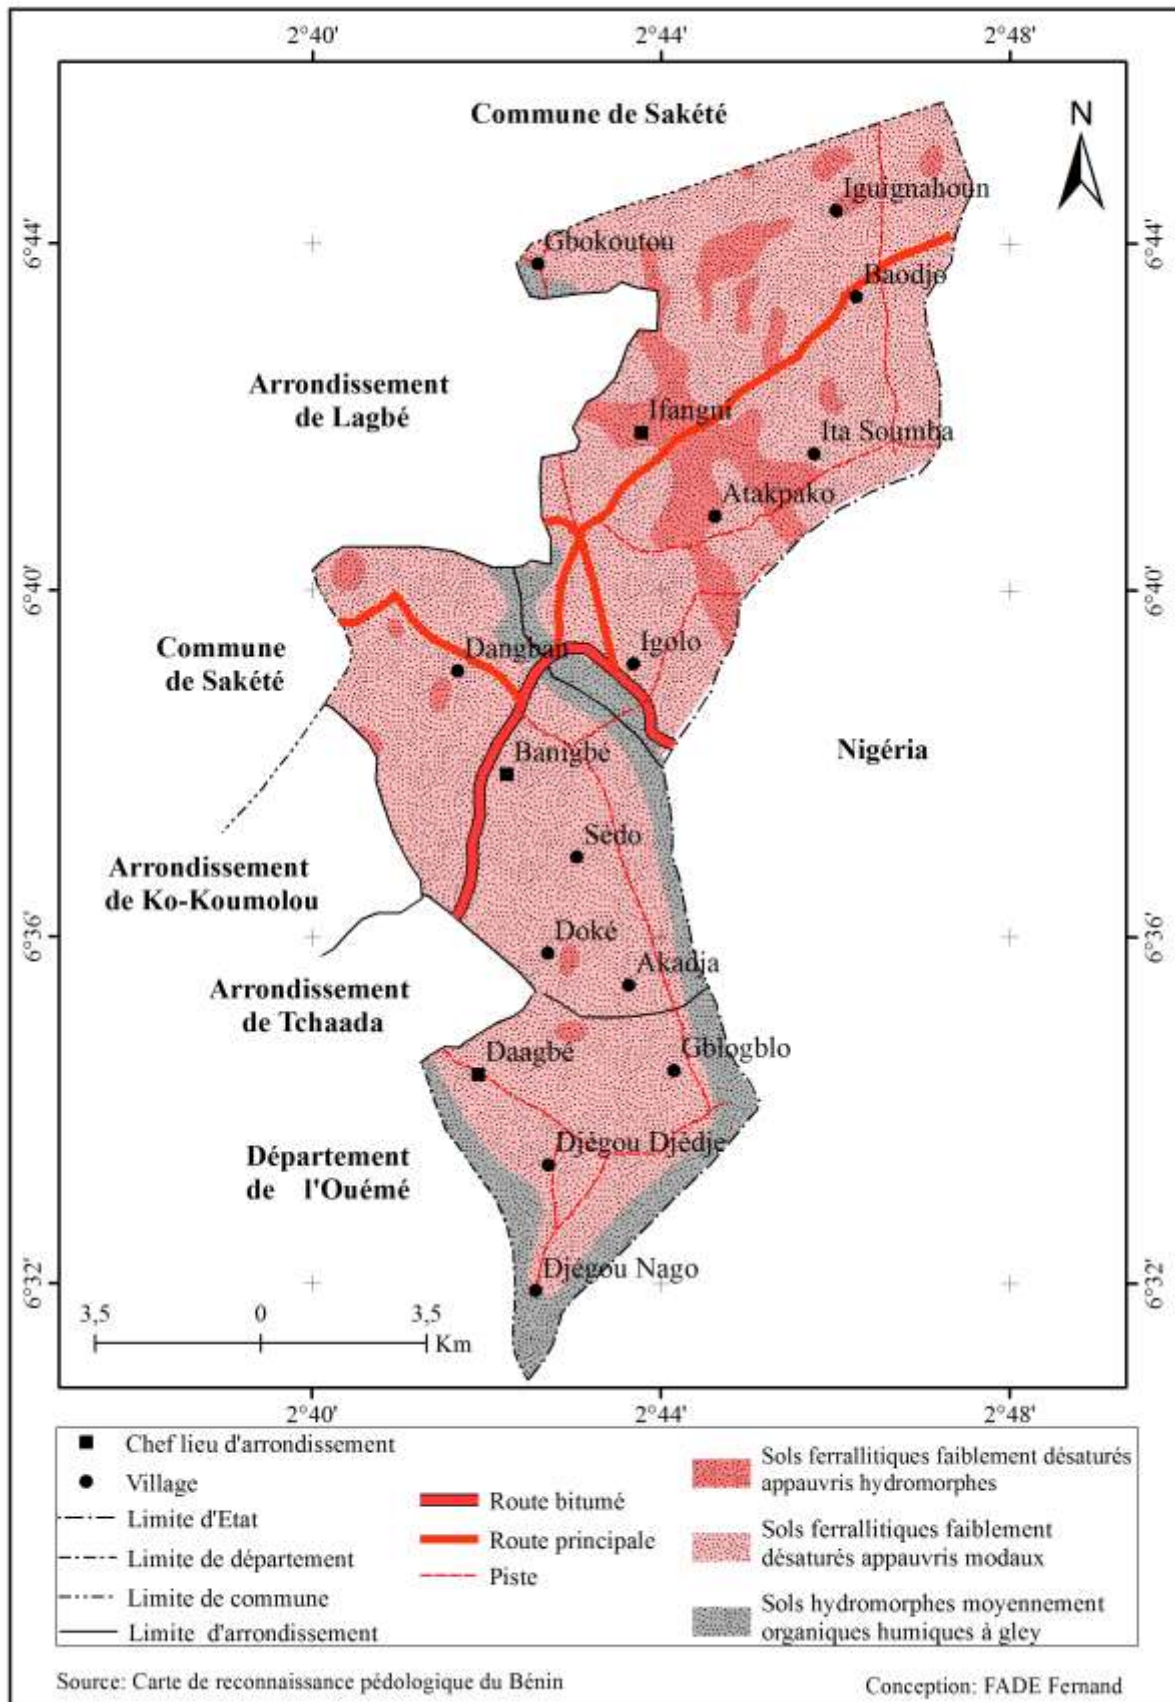 2°40' 2°44' 2°48'
Commune de Sakété
N
Iguignahoun
6°44' 6°44'
Gbokoutou
Baodjo
Arrondissement
de Lagbé
Ifangni
Ita Soumba
Atakpako
6°40' 6°40'
Commune
de Sakété
Dangban
Igolo
Nigéria
Banigbé
Sèdo
Arrondissement
de Ko-Koumolou
6°36' 6°36'
Doké
Akadja
Arrondissement
de Tchaada
Daagbé
Gblogblo
Djégou Djèdje
Département
de l'Ouémé
Djégou Nago
6°32' 6°32'
3,5 0 3,5
Km
2°40' 2°44' 2°48'
Chef lieu d'arrondissement
Village
Limite d'Etat
Limite de département
Limite de commune
Limite d'arrondissement
Route bitumé
Route principale
Piste
Sols ferrallitiques faiblement désaturés
appauvris hydromorphes
Sols ferrallitiques faiblement
désaturés appauvris modaux
Sols hydromorphes moyennement
organiques humiques à gley
Source: Carte de reconnaissance pédologique du Bénin
Conception: FADE Fernand